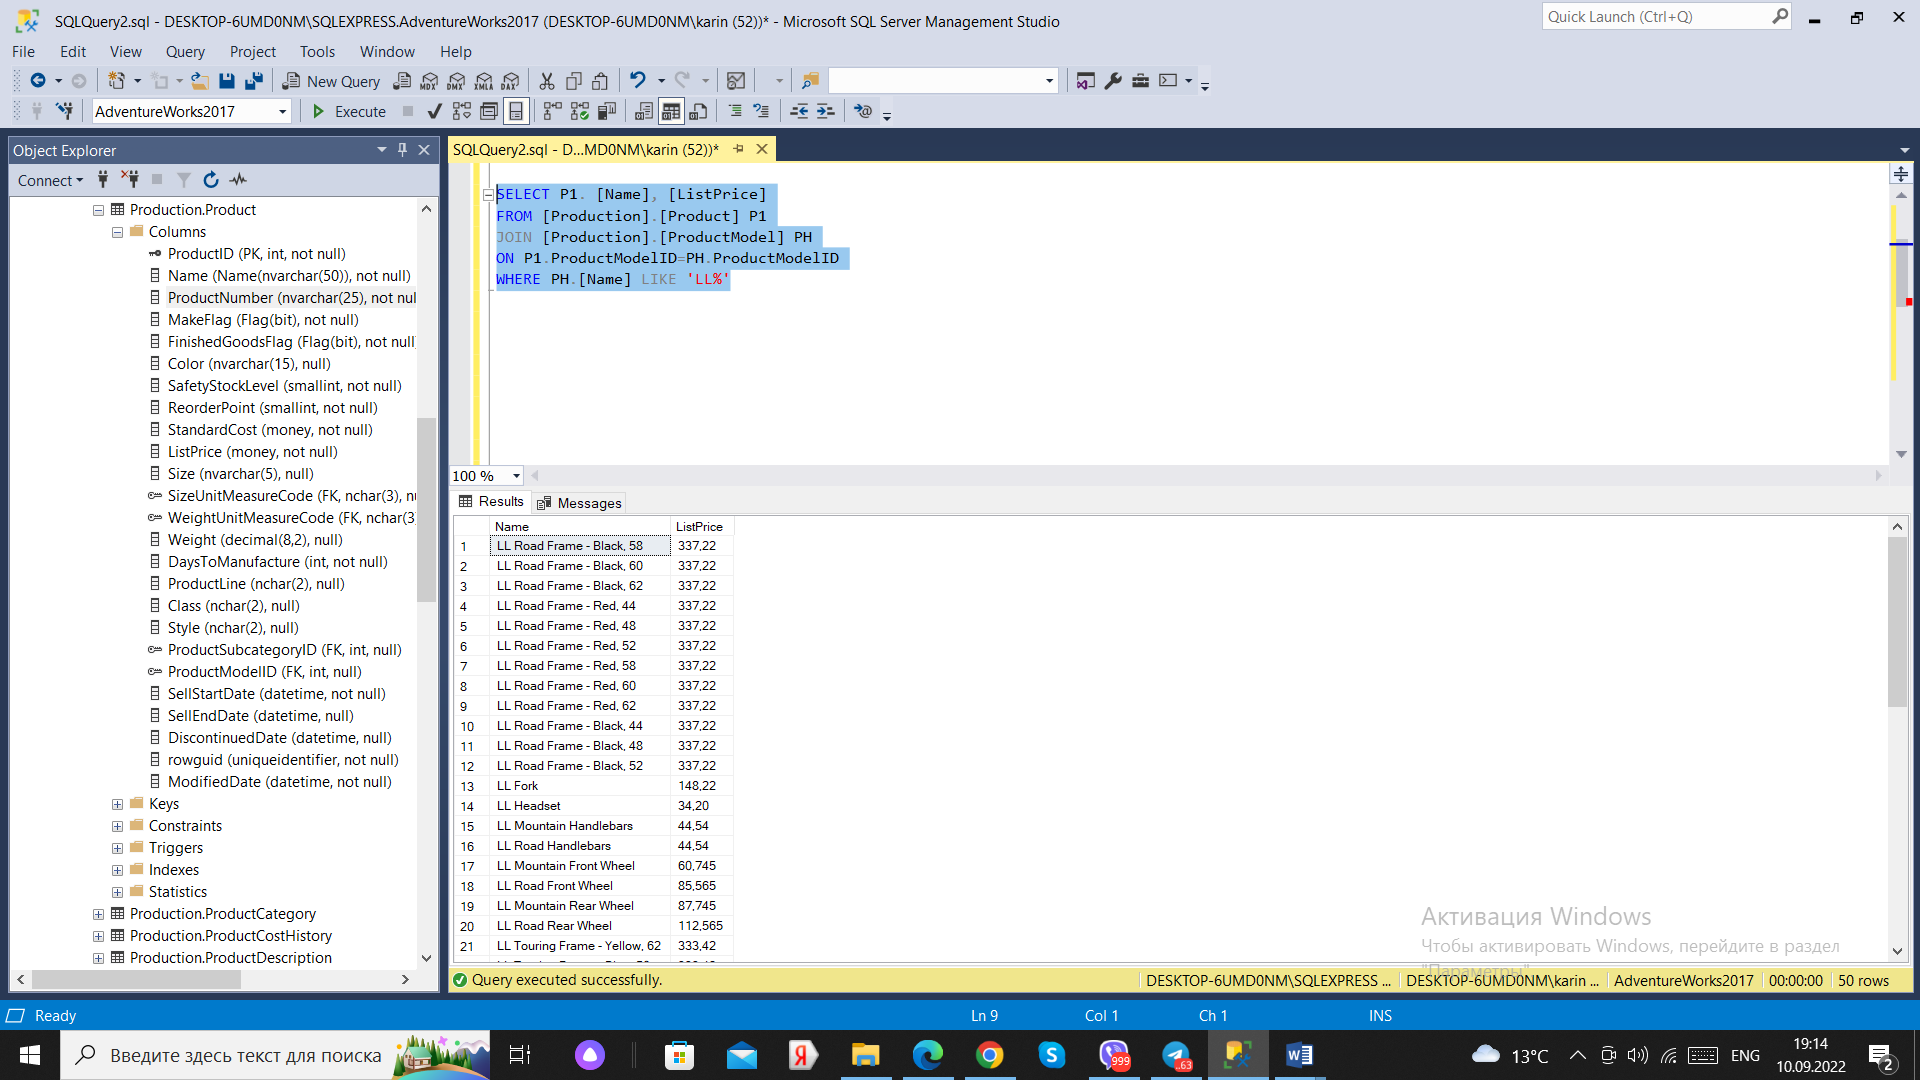 SQLQuery2.sql - DESKTOP-6UMD0NM\SQLEXPRESS.AdventureWorks2017 (DESKTOP-6UMD0NM\karin (52))* - Microsoft SQL Server Management Studio
Quick Launch (Ctrl+Q)
File Edit View Query Project Tools Window Help
New Query MDX DMX XMLA DAX
AdventureWorks2017 Execute
Object Explorer
Connect
Production.Product
Columns
ProductID (PK, int, not null)
Name (Name(nvarchar(50)), not null)
ProductNumber (nvarchar(25), not nul
MakeFlag (Flag(bit), not null)
FinishedGoodsFlag (Flag(bit), not null
Color (nvarchar(15), null)
SafetyStockLevel (smallint, not null)
ReorderPoint (smallint, not null)
StandardCost (money, not null)
ListPrice (money, not null)
Size (nvarchar(5), null)
SizeUnitMeasureCode (FK, nchar(3), n
WeightUnitMeasureCode (FK, nchar(3
Weight (decimal(8,2), null)
DaysToManufacture (int, not null)
ProductLine (nchar(2), null)
Class (nchar(2), null)
Style (nchar(2), null)
ProductSubcategoryID (FK, int, null)
ProductModelID (FK, int, null)
SellStartDate (datetime, not null)
SellEndDate (datetime, null)
DiscontinuedDate (datetime, null)
rowguid (uniqueidentifier, not null)
ModifiedDate (datetime, not null)
Keys
Constraints
Triggers
Indexes
Statistics
Production.ProductCategory
Production.ProductCostHistory
Production.ProductDescription
SQLQuery2.sql - D...MD0NM\karin (52))*
SELECT P1. [Name], [ListPrice]
FROM [Production].[Product] P1
JOIN [Production].[ProductModel] PH
ON P1.ProductModelID=PH.ProductModelID
WHERE PH.[Name] LIKE 'LL%'
100 %
Results Messages
Name ListPrice
1 LL Road Frame - Black, 58 337,22
2 LL Road Frame - Black, 60 337,22
3 LL Road Frame - Black, 62 337,22
4 LL Road Frame - Red, 44 337,22
5 LL Road Frame - Red, 48 337,22
6 LL Road Frame - Red, 52 337,22
7 LL Road Frame - Red, 58 337,22
8 LL Road Frame - Red, 60 337,22
9 LL Road Frame - Red, 62 337,22
10 LL Road Frame - Black, 44 337,22
11 LL Road Frame - Black, 48 337,22
12 LL Road Frame - Black, 52 337,22
13 LL Fork 148,22
14 LL Headset 34,20
15 LL Mountain Handlebars 44,54
16 LL Road Handlebars 44,54
17 LL Mountain Front Wheel 60,745
18 LL Road Front Wheel 85,565
19 LL Mountain Rear Wheel 87,745
20 LL Road Rear Wheel 112,565
21 LL Touring Frame - Yellow, 62 333,42
Активация Windows
Чтобы активировать Windows, перейдите в раздел
"Параметры".
Query executed successfully.
DESKTOP-6UMD0NM\SQLEXPRESS ... DESKTOP-6UMD0NM\karin ... AdventureWorks2017 00:00:00 50 rows
Ready Ln 9 Col 1 Ch 1 INS
Введите здесь текст для поиска
Я
999
63
13°C
ENG
19:14
10.09.2022
2